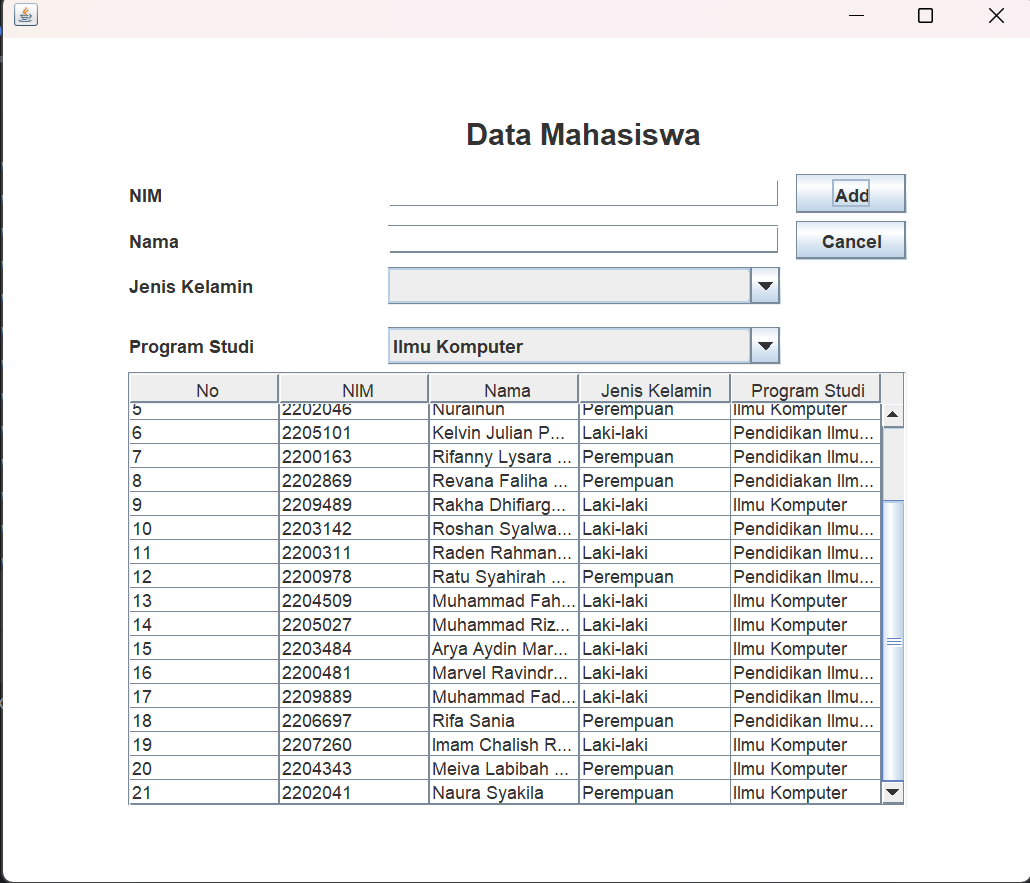 Data Mahasiswa
NIM Add
Nama Cancel
Jenis Kelamin
Program Studi Ilmu Komputer
No NIM Nama Jenis Kelamin Program Studi
5 2202046 Nurainun Perempuan Ilmu Komputer
6 2205101 Kelvin Julian P... Laki-laki Pendidikan Ilmu...
7 2200163 Rifanny Lysara ... Perempuan Pendidikan Ilmu...
8 2202869 Revana Faliha ... Perempuan Pendidiakan Ilm...
9 2209489 Rakha Dhifiarg... Laki-laki Ilmu Komputer
10 2203142 Roshan Syalwa... Laki-laki Pendidikan Ilmu...
11 2200311 Raden Rahman... Laki-laki Pendidikan Ilmu...
12 2200978 Ratu Syahirah ... Perempuan Pendidikan Ilmu...
13 2204509 Muhammad Fah... Laki-laki Ilmu Komputer
14 2205027 Muhammad Riz... Laki-laki Ilmu Komputer
15 2203484 Arya Aydin Mar... Laki-laki Ilmu Komputer
16 2200481 Marvel Ravindr... Laki-laki Pendidikan Ilmu...
17 2209889 Muhammad Fad... Laki-laki Pendidikan Ilmu...
18 2206697 Rifa Sania Perempuan Pendidikan Ilmu...
19 2207260 Imam Chalish R... Laki-laki Ilmu Komputer
20 2204343 Meiva Labibah ... Perempuan Ilmu Komputer
21 2202041 Naura Syakila Perempuan Ilmu Komputer